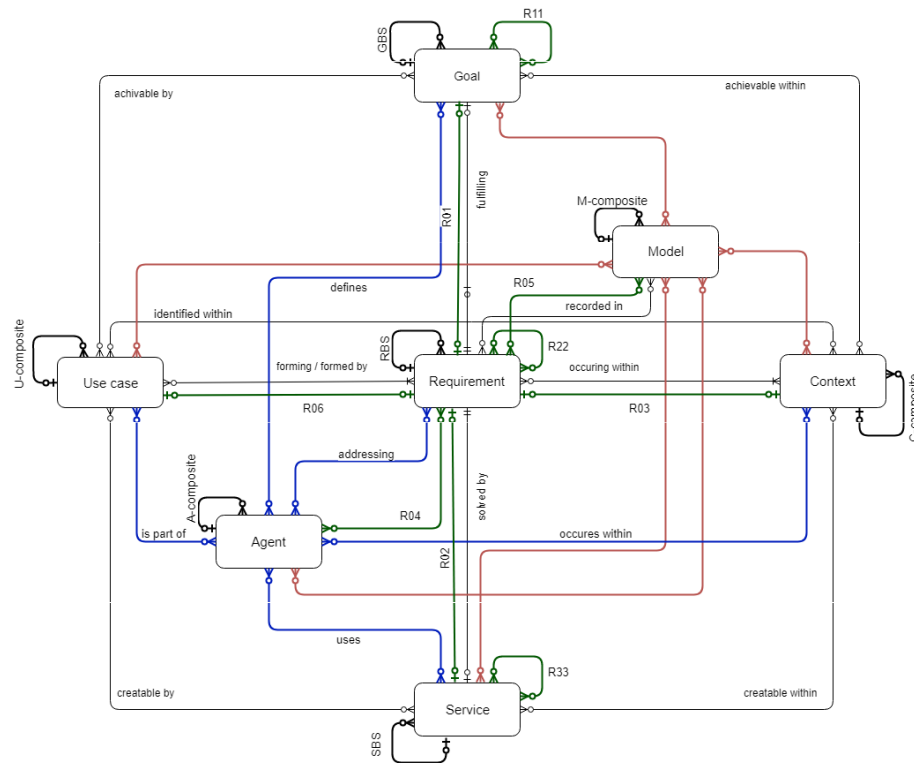 R11
GBS
Goal
achivable by
achievable within
fulfilling
R01
M-composite
Model
defines
R05
recorded in
identified within
U-composite
RBS
R22
Use case
forming / formed by
Requirement
occuring within
Context
R06
R03
C-composite
addressing
A-composite
solved by
R04
is part of
Agent
occures within
R02
uses
R33
creatable by
creatable within
Service
SBS